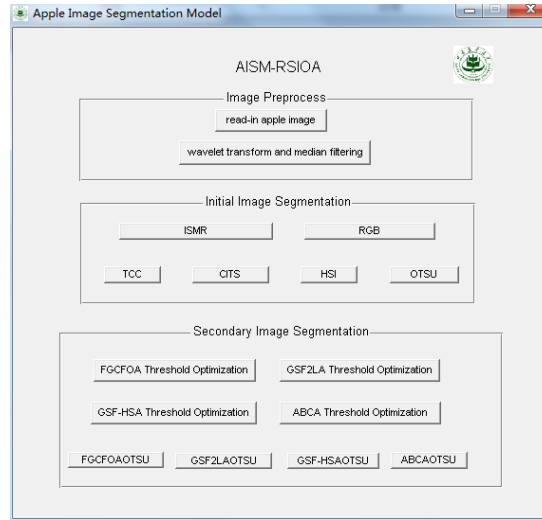 Apple Image Segmentation Model
AISM-RSIOA
Image Preprocess
read-in apple image
wavelet transform and median filtering
Initial Image Segmentation
ISMR RGB
TCC CITS HSI OTSU
Secondary Image Segmentation
FGCFOA Threshold Optimization GSF2LA Threshold Optimization
GSF-HSA Threshold Optimization ABCA Threshold Optimization
FGCFOAOTSU GSF2LAOTSU GSF-HSAOTSU ABCAOTSU